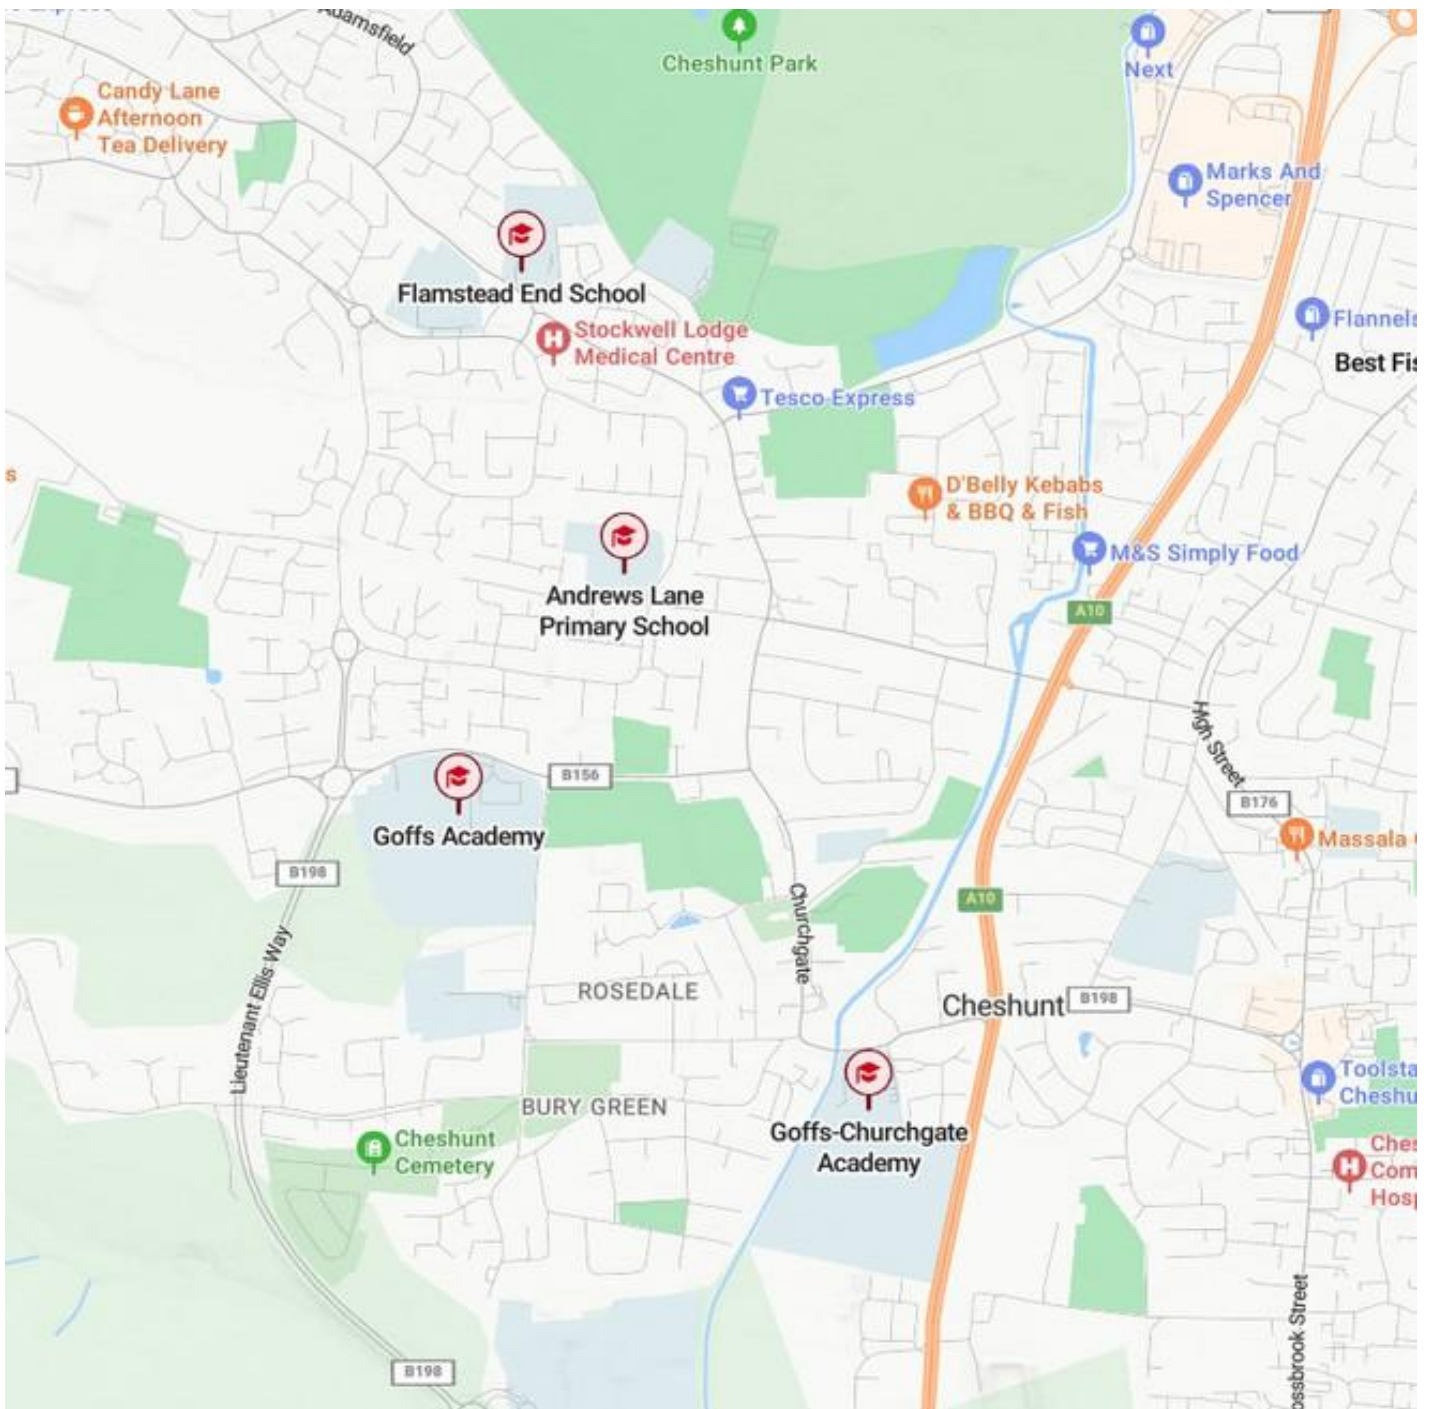 Adamsfield
Cheshunt Park
Next
Candy Lane
Afternoon
Tea Delivery
Marks And
Spencer
Flamstead End School
Stockwell Lodge
Medical Centre
Flannels
Best Fis
Tesco Express
s
D'Belly Kebabs
& BBQ & Fish
M&S Simply Food
Andrews Lane
Primary School
A10
High Street
B156
B176
Goffs Academy
Massala
B198
A10
Churchgate
Lieutenant Ellis Way
ROSEDALE
Cheshunt
B198
Toolsta
Cheshu
BURY GREEN
Goffs-Churchgate
Academy
Cheshunt
Cemetery
Ches
Com
Hosp
ossbrook Street
B198